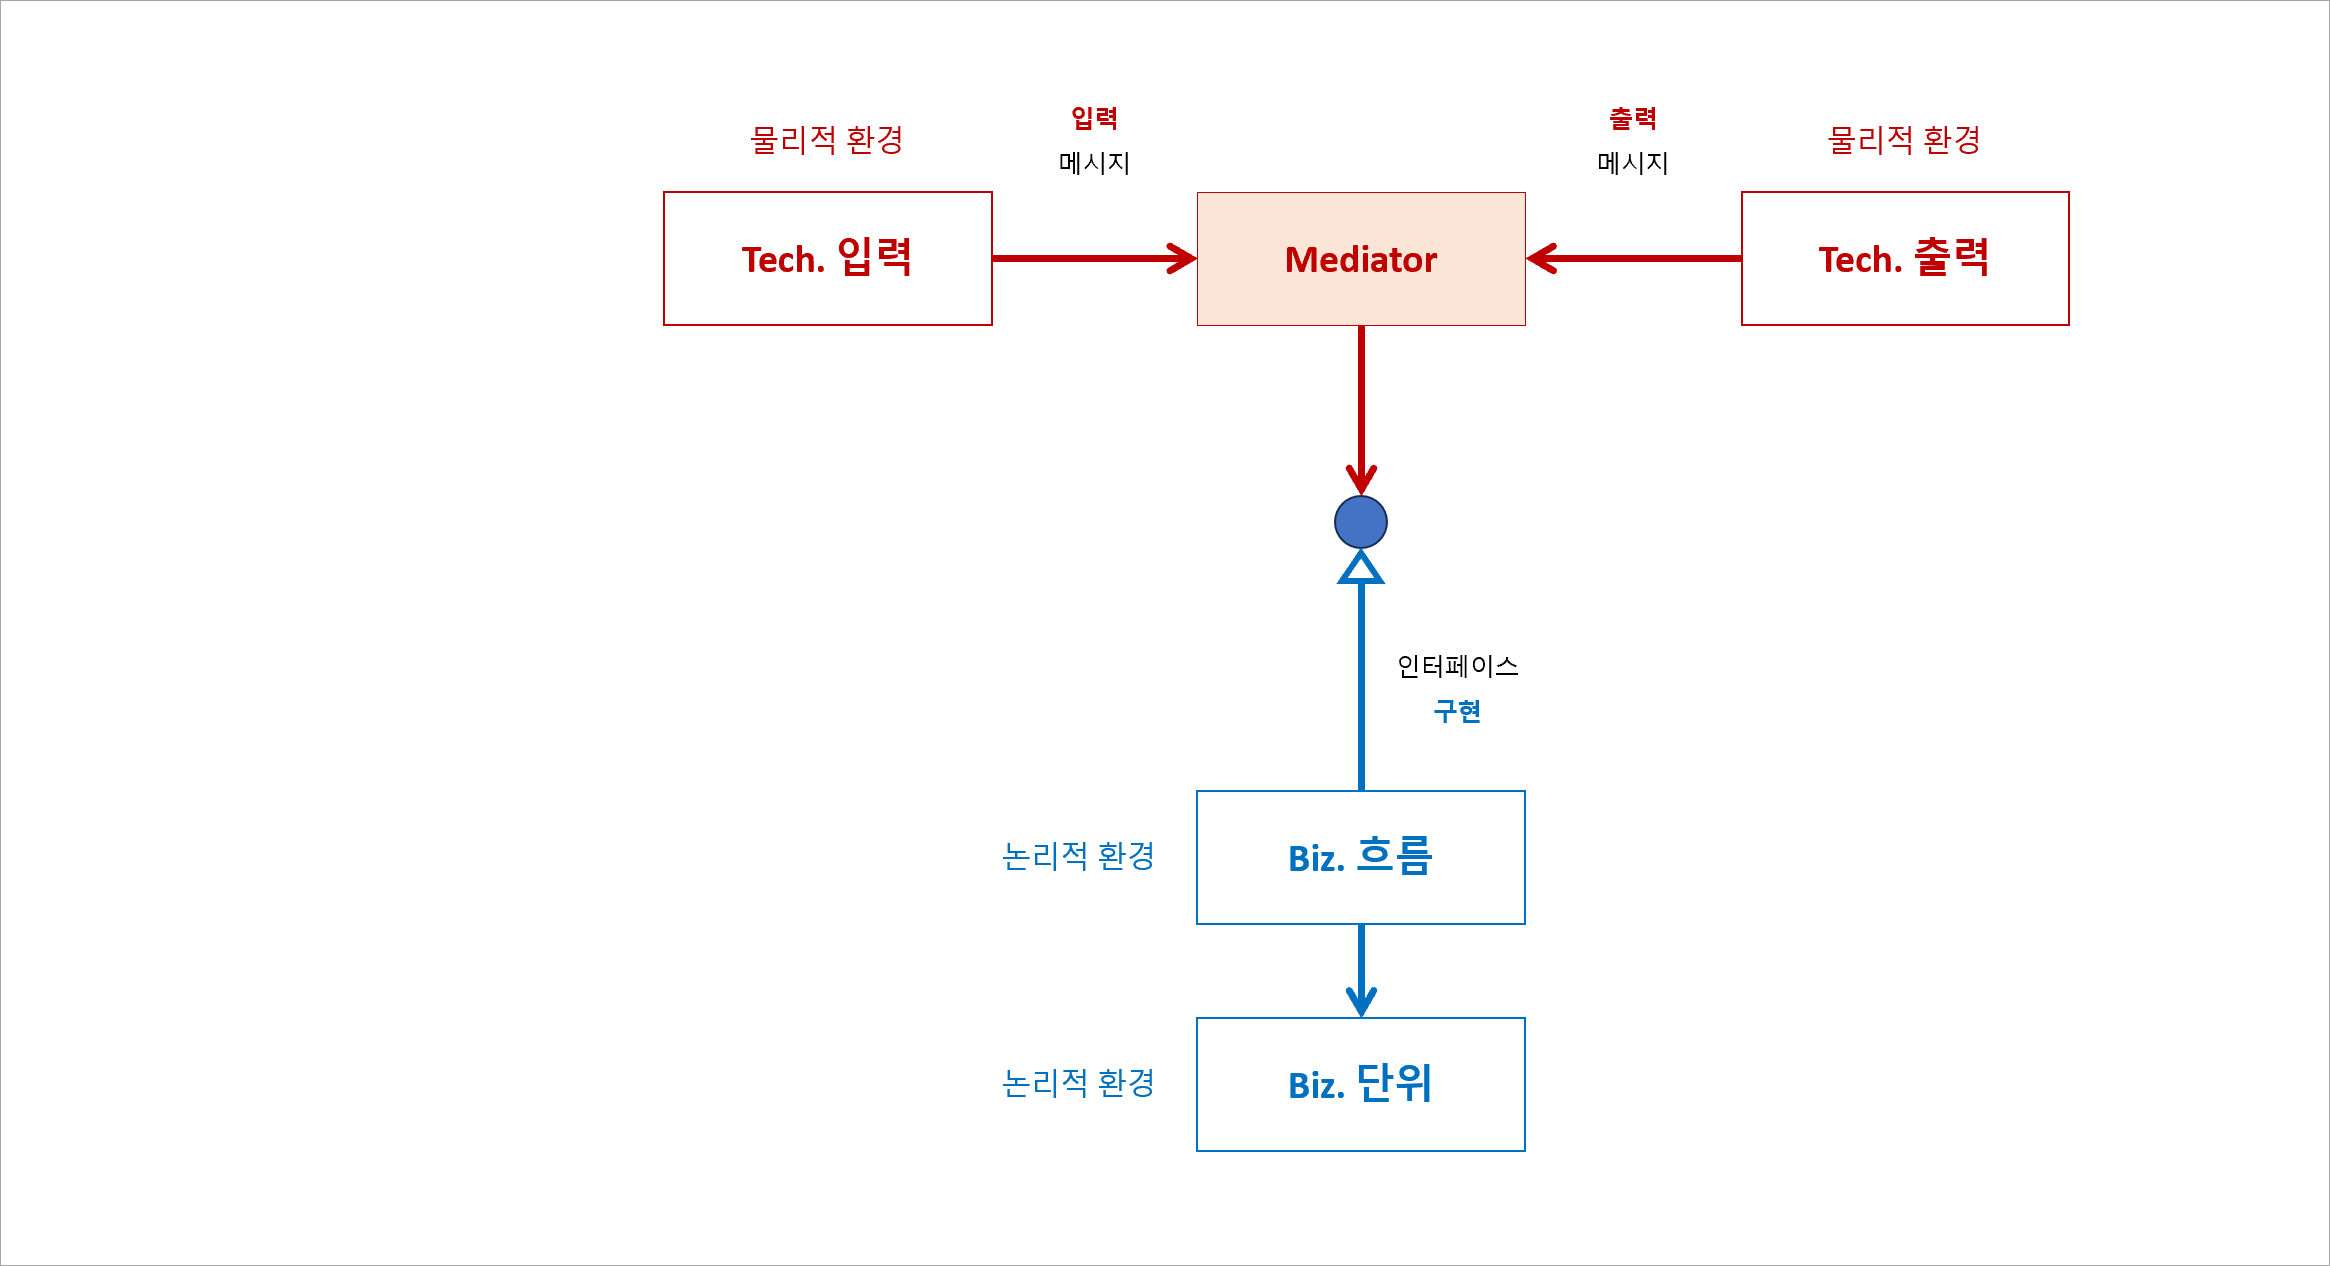 입력
출력
물리적 환경
메시지
메시지
물리적 환경
Tech. 입력
Mediator
Tech. 출력
인터페이스
구현
논리적 환경
Biz. 흐름
논리적 환경
Biz. 단위